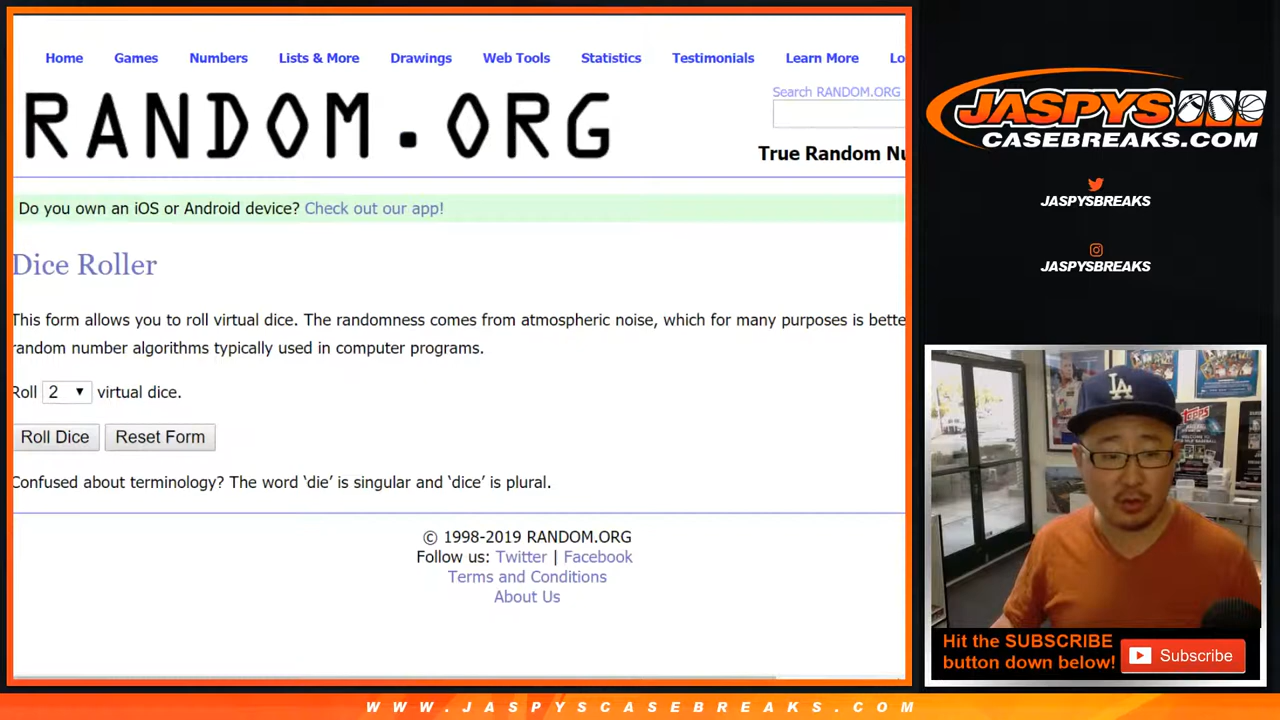 Home Games Numbers Lists & More Drawings Web Tools Statistics Testimonials Learn More Lo
Search RANDOM.ORG
RANDOM.ORG
True Random Nu
Do you own an iOS or Android device? Check out our app!
Dice Roller
This form allows you to roll virtual dice. The randomness comes from atmospheric noise, which for many purposes is bette
random number algorithms typically used in computer programs.
Roll 2 virtual dice.
Roll Dice Reset Form
Confused about terminology? The word ‘die’ is singular and ‘dice’ is plural.
© 1998-2019 RANDOM.ORG
Follow us: Twitter | Facebook
Terms and Conditions
About Us
JASPYS
CASEBREAKS.COM
JASPYSBREAKS
JASPYSBREAKS
LA
Topps
Hit the SUBSCRIBE
button down below!
Subscribe
WWW.JASPYSCASEBREAKS.COM